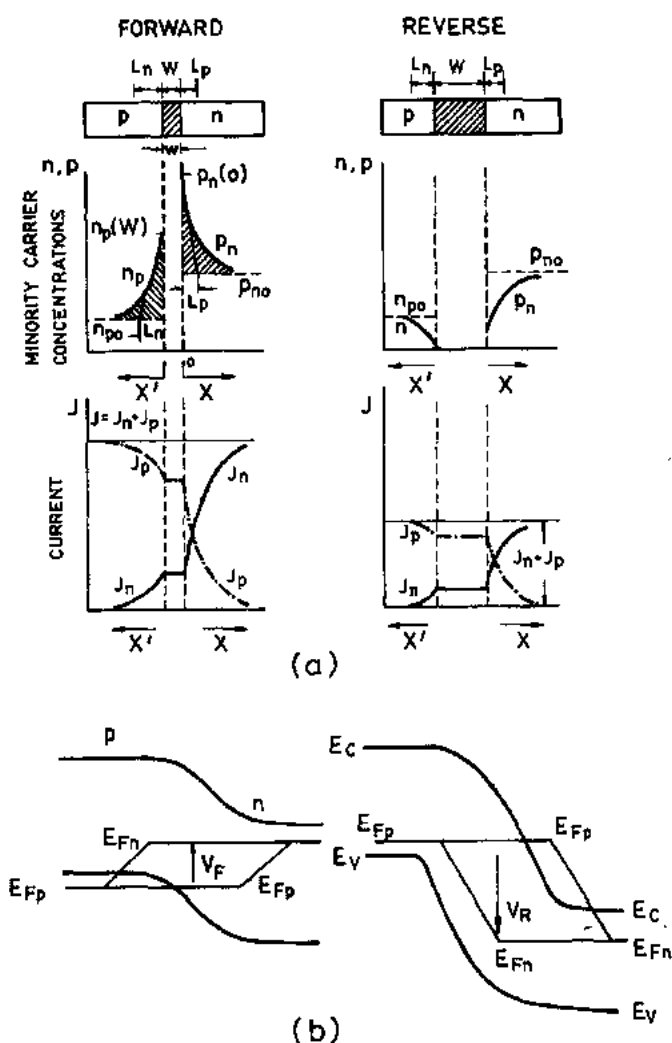 FORWARD
REVERSE
Ln W Lp
Ln W Lp
p n
p n
W
n, p
n, p
MINORITY CARRIER
CONCENTRATIONS
pn(o)
np(W)
np
pn
Lp
pno
npo
Ln
o
X'
X
pno
npo
n
pn
X'
X
J
J = Jn + Jp
Jp
Jn
CURRENT
Jn
Jp
X'
X
J
Jp
Jn + Jp
Jn
X'
X
(a)
p
n
EC
EFn
VF
EFp
EFp
EFp
EFp
EV
VR
EC
EFn
EFn
EV
(b)